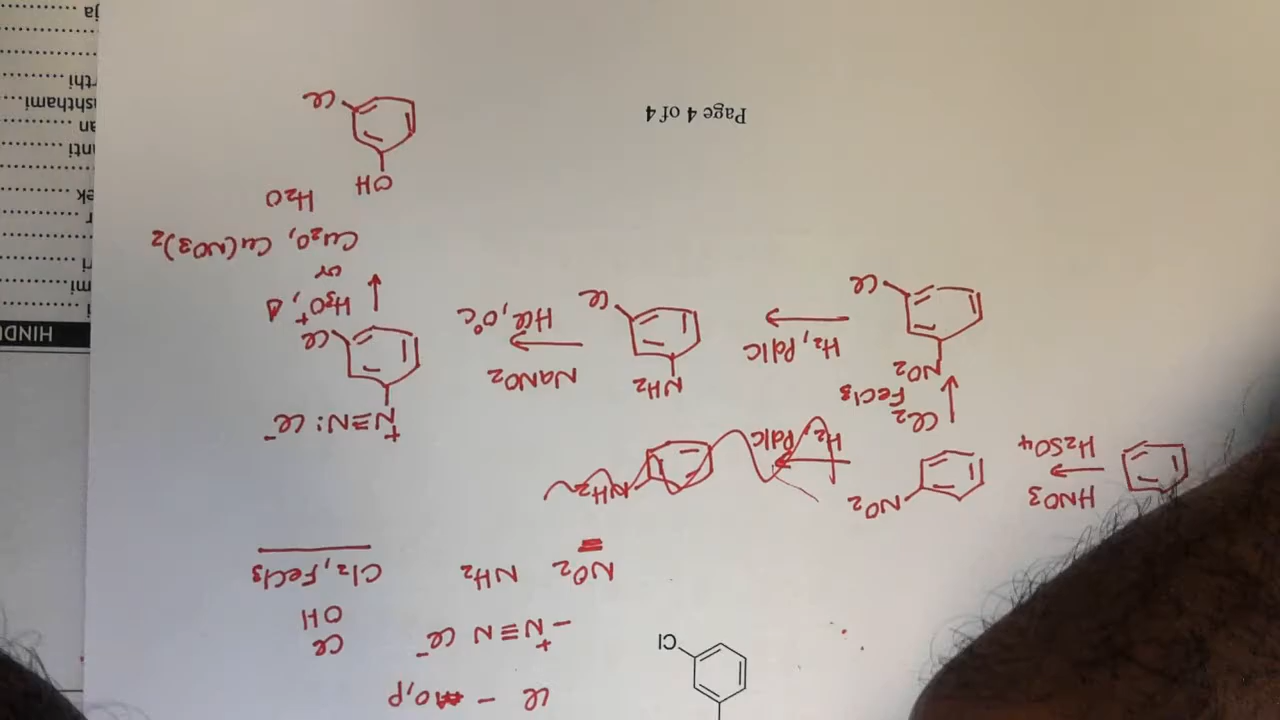 Cl
Cl - o,p
-N≡N Cl⁻
+
Cl
OH
NO2
NH2
Cl2, FeCl3
HNO3
H2SO4
NO2
H2, Pd/C
NH2
Cl2
FeCl3
NO2
Cl
H2, Pd/C
NH2
Cl
NaNO2
HCl, 0°C
+
N≡N: Cl⁻
Cl
H3O+, Δ
or
Cu2O, Cu(NO3)2
H2O
OH
Cl
Page 4 of 4
HINDU